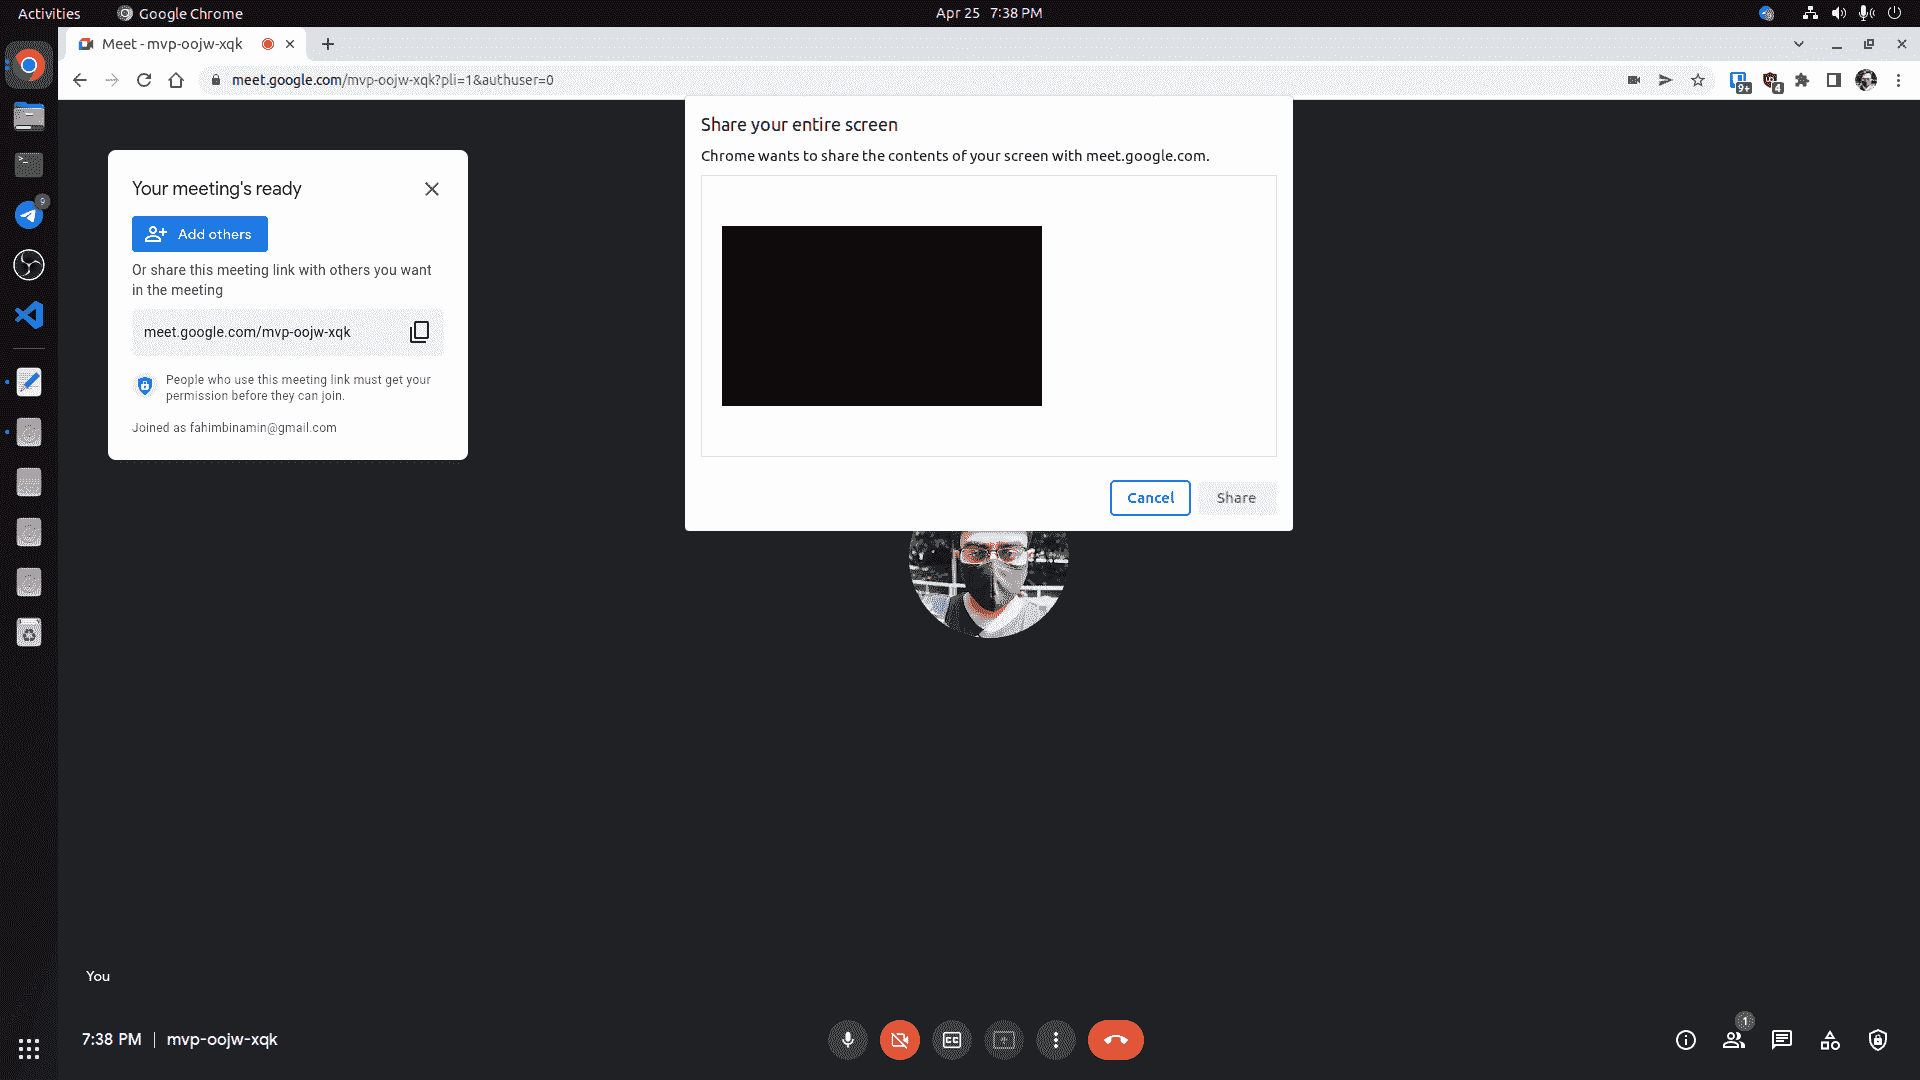 Activities
Google Chrome
Apr 25 7:38 PM
Meet - mvp-oojw-xqk
meet.google.com/mvp-oojw-xqk?pli=1&authuser=0
9+
4
9
Your meeting's ready
Add others
Or share this meeting link with others you want
in the meeting
meet.google.com/mvp-oojw-xqk
People who use this meeting link must get your
permission before they can join.
Joined as fahimbinamin@gmail.com
Share your entire screen
Chrome wants to share the contents of your screen with meet.google.com.
Cancel
Share
You
7:38 PM | mvp-oojw-xqk
CC
1